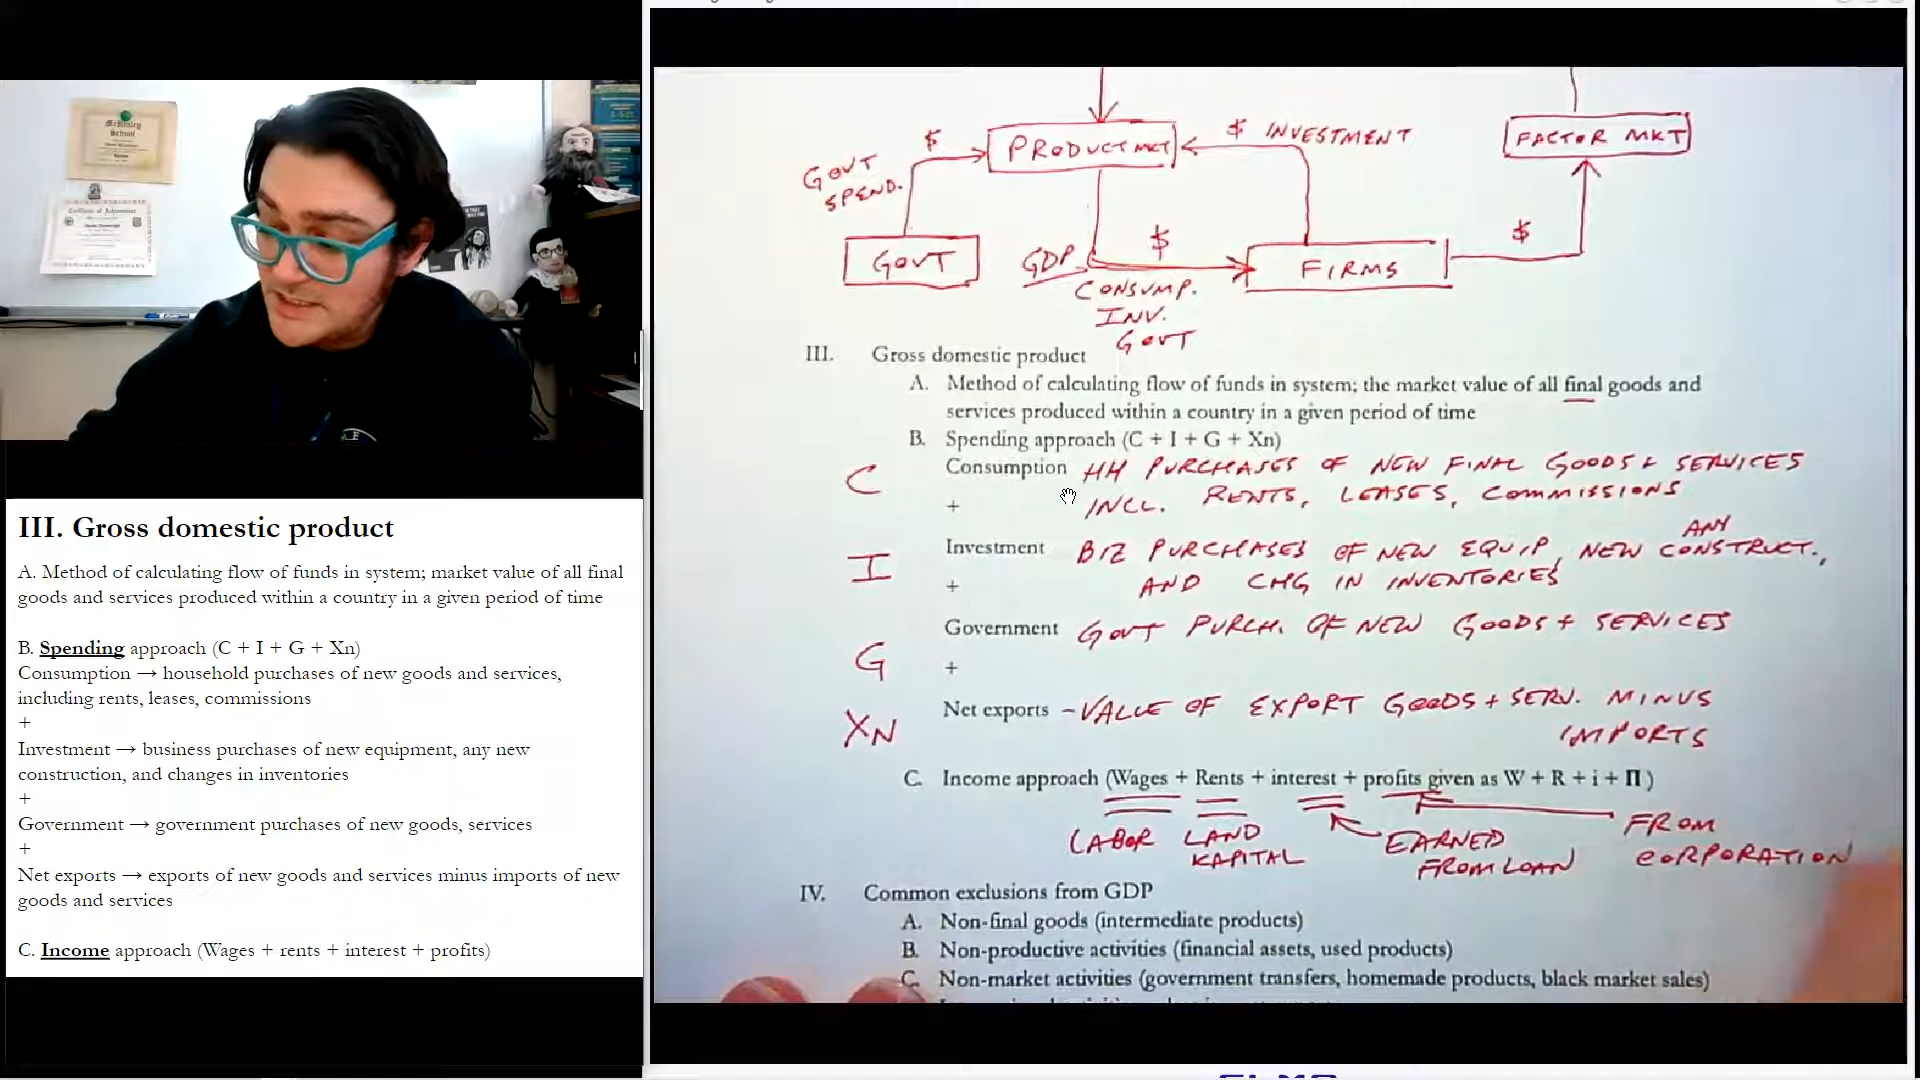 McKinley
School
Certificate of Achievement
III. Gross domestic product
A. Method of calculating flow of funds in system; market value of all final
goods and services produced within a country in a given period of time
B. Spending approach (C + I + G + Xn)
Consumption → household purchases of new goods and services,
including rents, leases, commissions
+
Investment → business purchases of new equipment, any new
construction, and changes in inventories
+
Government → government purchases of new goods, services
+
Net exports → exports of new goods and services minus imports of new
goods and services
C. Income approach (Wages + rents + interest + profits)
GOVT
SPEND.
$
PRODUCT MKT
$ INVESTMENT
FACTOR MKT
GOVT
GDP
$
FIRMS
$
CONSUMP.
INV.
GOVT
III. Gross domestic product
A. Method of calculating flow of funds in system; the market value of all final goods and
services produced within a country in a given period of time
B. Spending approach (C + I + G + Xn)
C Consumption HH PURCHASES OF NEW FINAL GOODS + SERVICES
+ INCL. RENTS, LEASES, COMMISSIONS
ANY
I Investment BIZ PURCHASES OF NEW EQUIP, NEW CONSTRUCT.,
+ AND CHG IN INVENTORIES
G Government GOVT PURCH. OF NEW GOODS + SERVICES
+
XN Net exports - VALUE OF EXPORT GOODS + SERV. MINUS
IMPORTS
C. Income approach (Wages + Rents + interest + profits given as W + R + i + Π )
LABOR LAND EARNED FROM
KAPITAL FROM LOAN CORPORATION
IV. Common exclusions from GDP
A. Non-final goods (intermediate products)
B. Non-productive activities (financial assets, used products)
C. Non-market activities (government transfers, homemade products, black market sales)